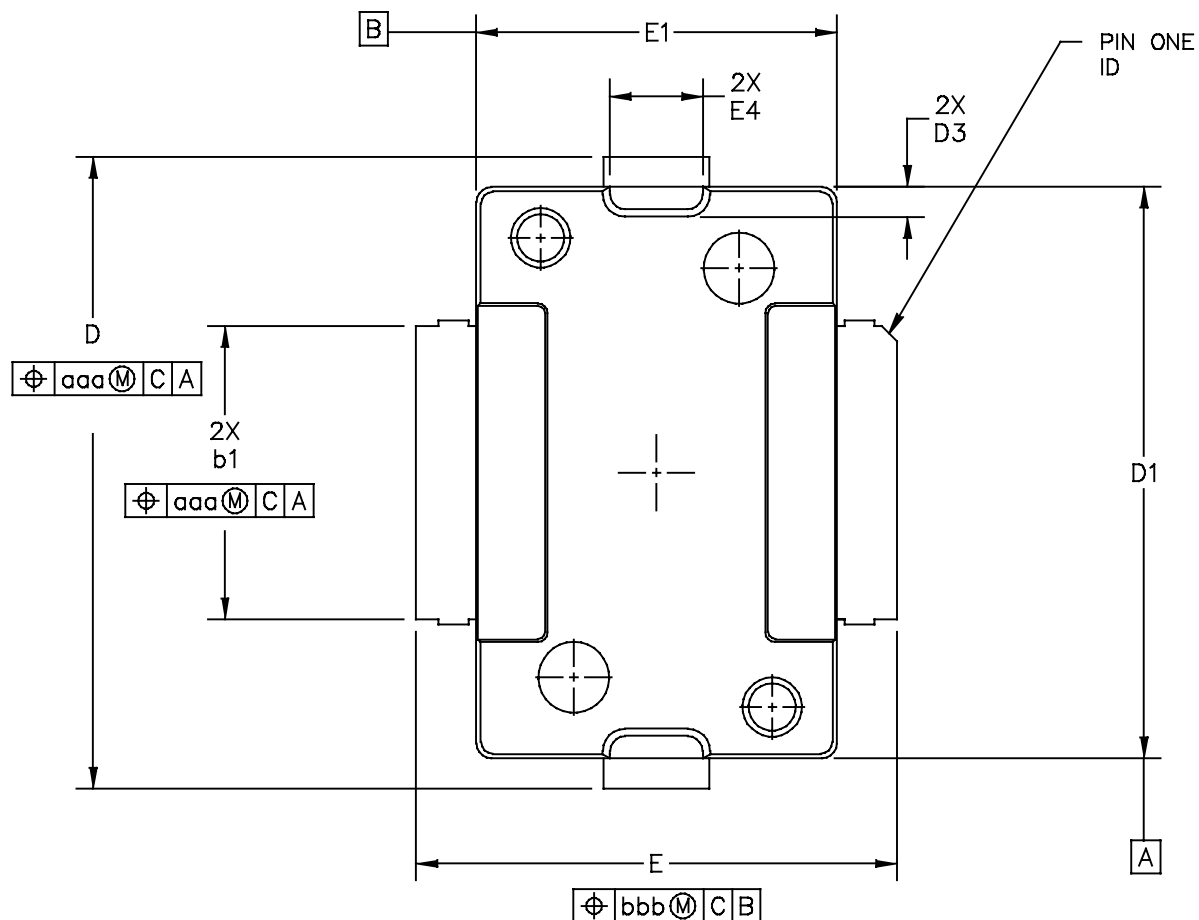 B
E1
PIN ONE
ID
2X
E4
2X
D3
D
⌖ aaa Ⓜ C A
2X
b1
⌖ aaa Ⓜ C A
D1
E
A
⌖ bbb Ⓜ C B